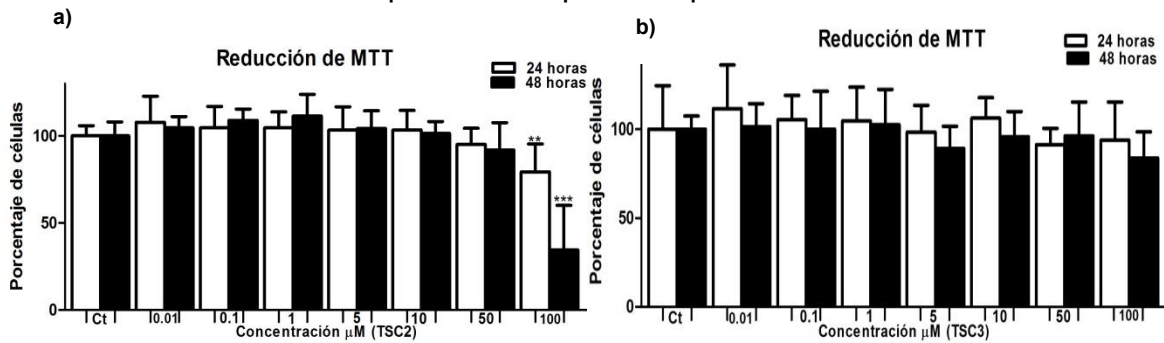 a)
Reducción de MTT
24 horas
48 horas
Porcentaje de células
100
50
0
**
***
Ct 0.01 0.1 1 5 10 50 100
Concentración μM (TSC2)
b)
Reducción de MTT
24 horas
48 horas
Porcentaje de células
100
50
0
Ct 0.01 0.1 1 5 10 50 100
Concentración μM (TSC3)